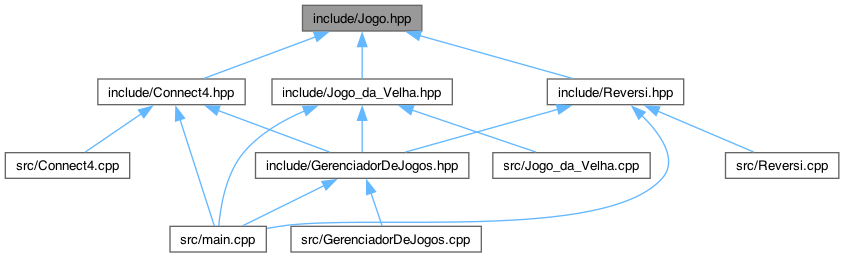 include/Jogo.hpp
include/Connect4.hpp
include/Jogo_da_Velha.hpp
include/Reversi.hpp
src/Connect4.cpp
include/GerenciadorDeJogos.hpp
src/Jogo_da_Velha.cpp
src/Reversi.cpp
src/main.cpp
src/GerenciadorDeJogos.cpp